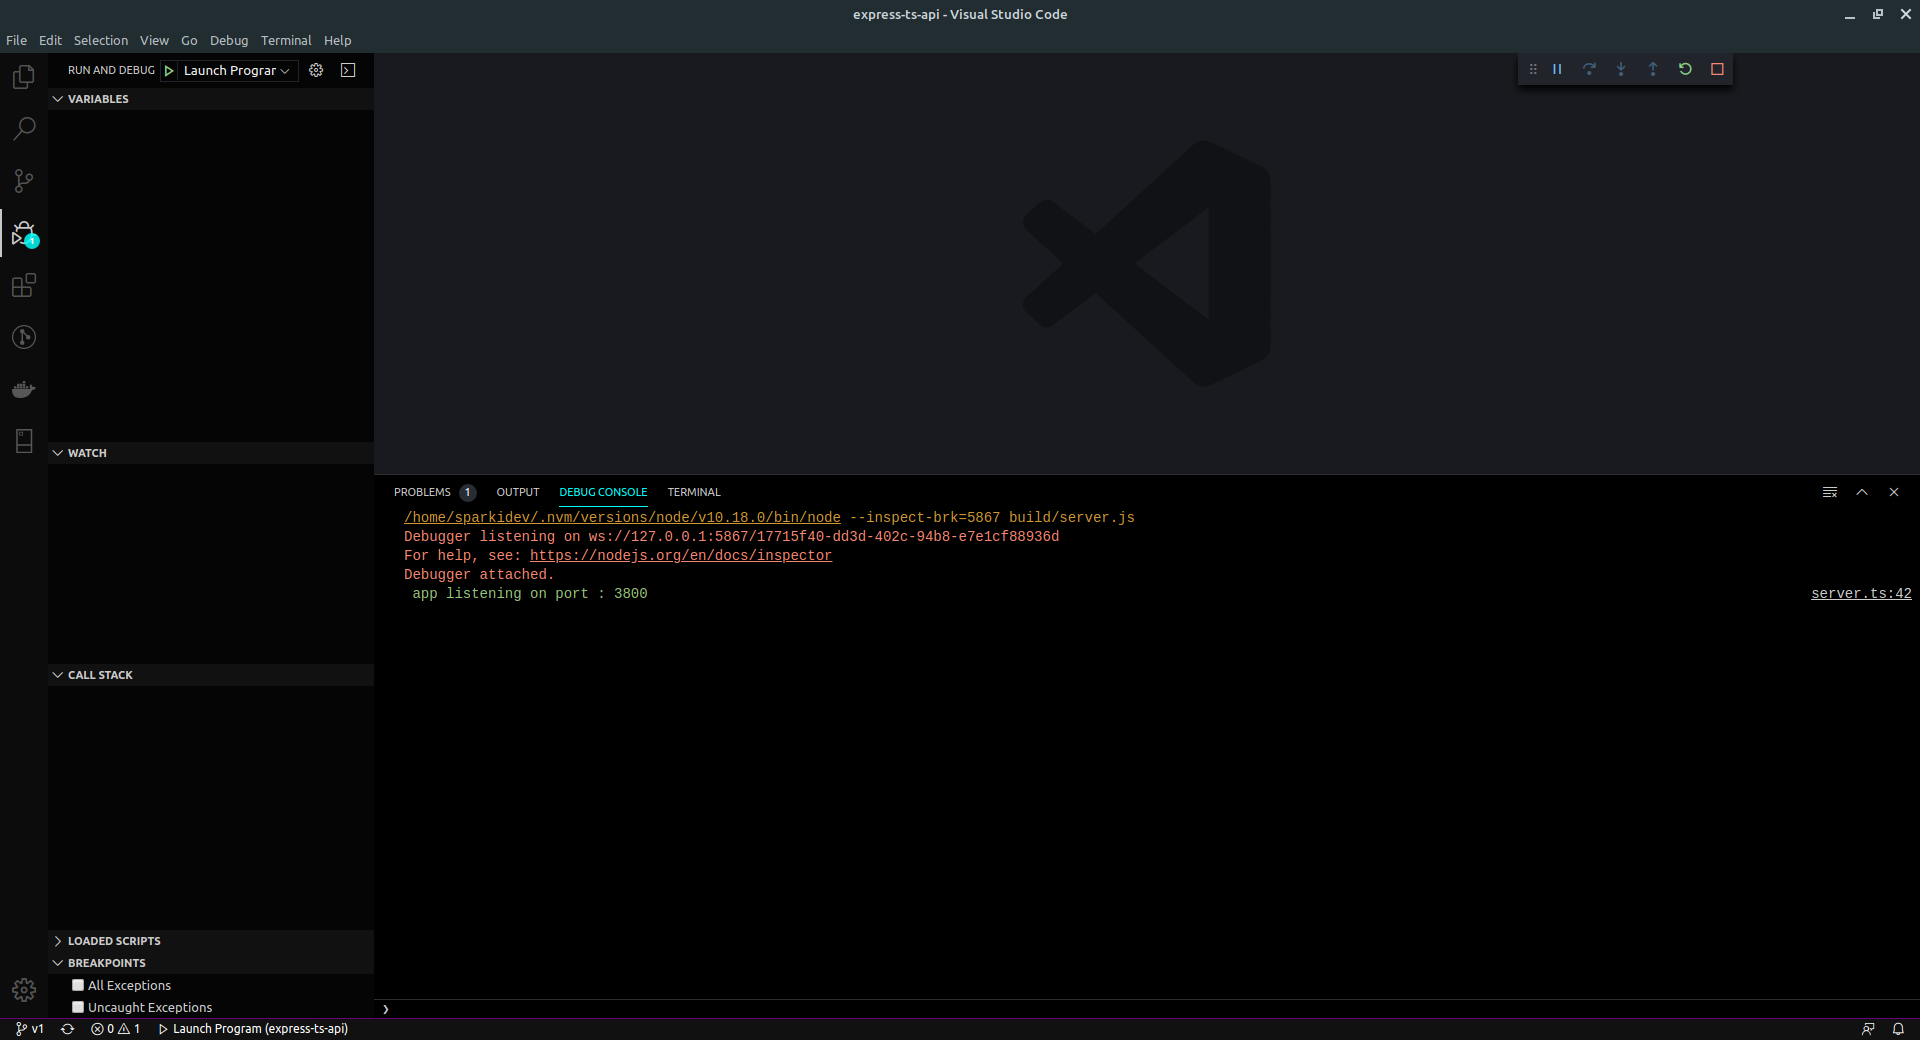 express-ts-api - Visual Studio Code
File Edit Selection View Go Debug Terminal Help
RUN AND DEBUG Launch Prograr
VARIABLES
WATCH
CALL STACK
LOADED SCRIPTS
BREAKPOINTS
All Exceptions
Uncaught Exceptions
1
PROBLEMS 1 OUTPUT DEBUG CONSOLE TERMINAL
/home/sparkidev/.nvm/versions/node/v10.18.0/bin/node --inspect-brk=5867 build/server.js
Debugger listening on ws://127.0.0.1:5867/17715f40-dd3d-402c-94b8-e7e1cf88936d
For help, see: https://nodejs.org/en/docs/inspector
Debugger attached.
app listening on port : 3800 server.ts:42
v1 0 1 Launch Program (express-ts-api)